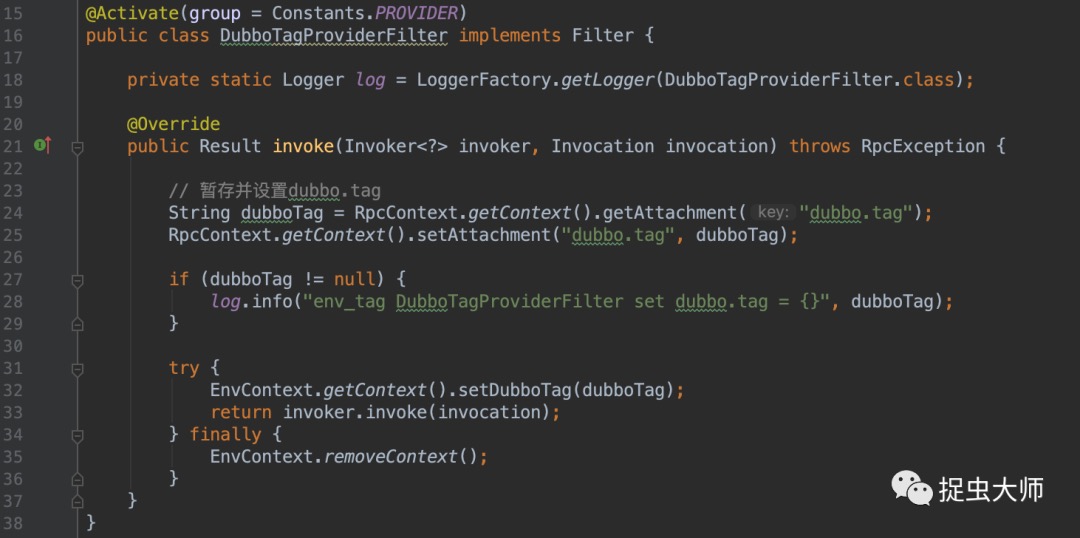 15 @Activate(group = Constants.PROVIDER)
16 public class DubboTagProviderFilter implements Filter {
17
18     private static Logger log = LoggerFactory.getLogger(DubboTagProviderFilter.class);
19
20     @Override
21     public Result invoke(Invoker<?> invoker, Invocation invocation) throws RpcException {
22
23         // 暂存并设置dubbo.tag
24         String dubboTag = RpcContext.getContext().getAttachment( key: "dubbo.tag");
25         RpcContext.getContext().setAttachment("dubbo.tag", dubboTag);
26
27         if (dubboTag != null) {
28             log.info("env_tag DubboTagProviderFilter set dubbo.tag = {}", dubboTag);
29         }
30
31         try {
32             EnvContext.getContext().setDubboTag(dubboTag);
33             return invoker.invoke(invocation);
34         } finally {
35             EnvContext.removeContext();
36         }
37     }
38 }
捉虫大师